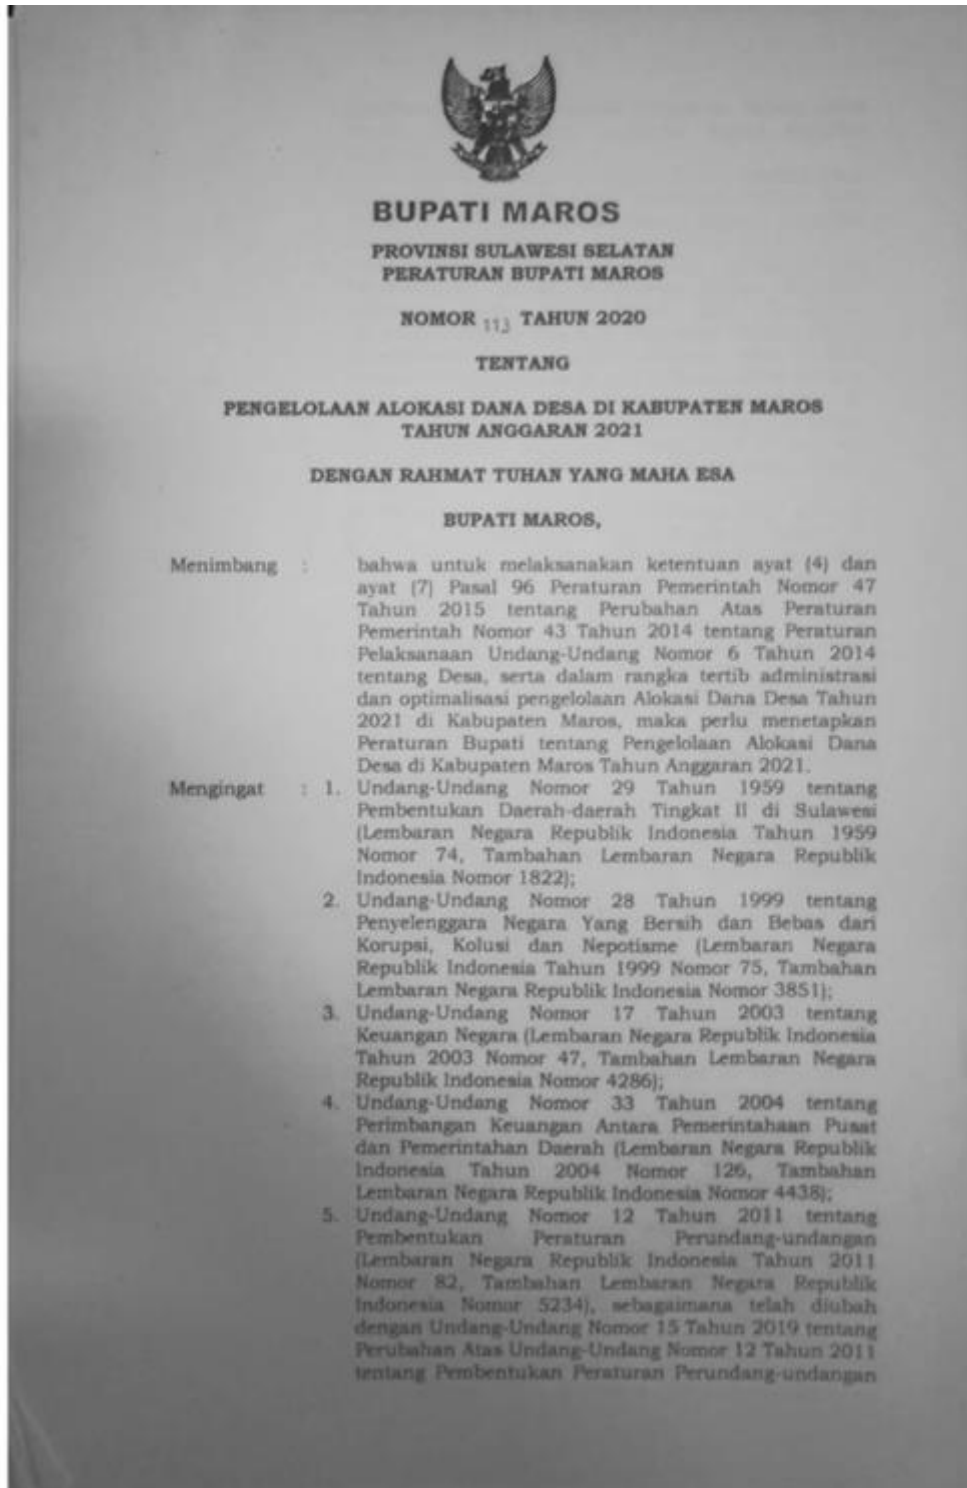 BUPATI MAROS
PROVINSI SULAWESI SELATAN
PERATURAN BUPATI MAROS
NOMOR 113 TAHUN 2020
TENTANG
PENGELOLAAN ALOKASI DANA DESA DI KABUPATEN MAROS
TAHUN ANGGARAN 2021
DENGAN RAHMAT TUHAN YANG MAHA ESA
BUPATI MAROS,
Menimbang : bahwa untuk melaksanakan ketentuan ayat (4) dan
ayat (7) Pasal 96 Peraturan Pemerintah Nomor 47
Tahun 2015 tentang Perubahan Atas Peraturan
Pemerintah Nomor 43 Tahun 2014 tentang Peraturan
Pelaksanaan Undang-Undang Nomor 6 Tahun 2014
tentang Desa, serta dalam rangka tertib administrasi
dan optimalisasi pengelolaan Alokasi Dana Desa Tahun
2021 di Kabupaten Maros, maka perlu menetapkan
Peraturan Bupati tentang Pengelolaan Alokasi Dana
Desa di Kabupaten Maros Tahun Anggaran 2021.
Mengingat : 1. Undang-Undang Nomor 29 Tahun 1959 tentang
Pembentukan Daerah-daerah Tingkat II di Sulawesi
(Lembaran Negara Republik Indonesia Tahun 1959
Nomor 74, Tambahan Lembaran Negara Republik
Indonesia Nomor 1822);
2. Undang-Undang Nomor 28 Tahun 1999 tentang
Penyelenggara Negara Yang Bersih dan Bebas dari
Korupsi, Kolusi dan Nepotisme (Lembaran Negara
Republik Indonesia Tahun 1999 Nomor 75, Tambahan
Lembaran Negara Republik Indonesia Nomor 3851);
3. Undang-Undang Nomor 17 Tahun 2003 tentang
Keuangan Negara (Lembaran Negara Republik Indonesia
Tahun 2003 Nomor 47, Tambahan Lembaran Negara
Republik Indonesia Nomor 4286);
4. Undang-Undang Nomor 33 Tahun 2004 tentang
Perimbangan Keuangan Antara Pemerintahaan Pusat
dan Pemerintahan Daerah (Lembaran Negara Republik
Indonesia Tahun 2004 Nomor 126, Tambahan
Lembaran Negara Republik Indonesia Nomor 4438);
5. Undang-Undang Nomor 12 Tahun 2011 tentang
Pembentukan Peraturan Perundang-undangan
(Lembaran Negara Republik Indonesia Tahun 2011
Nomor 82, Tambahan Lembaran Negara Republik
Indonesia Nomor 5234), sebagaimana telah diubah
dengan Undang-Undang Nomor 15 Tahun 2019 tentang
Perubahan Atas Undang-Undang Nomor 12 Tahun 2011
tentang Pembentukan Peraturan Perundang-undangan